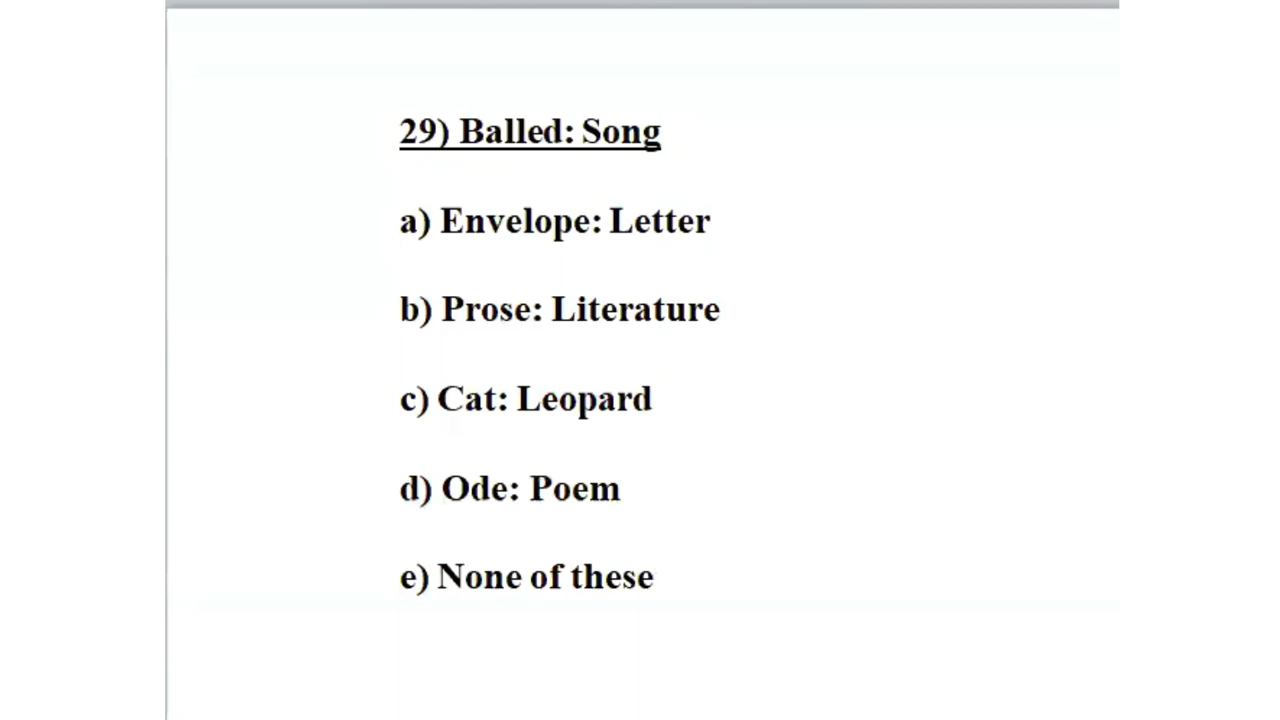 29) Balled: Song
a) Envelope: Letter
b) Prose: Literature
c) Cat: Leopard
d) Ode: Poem
e) None of these